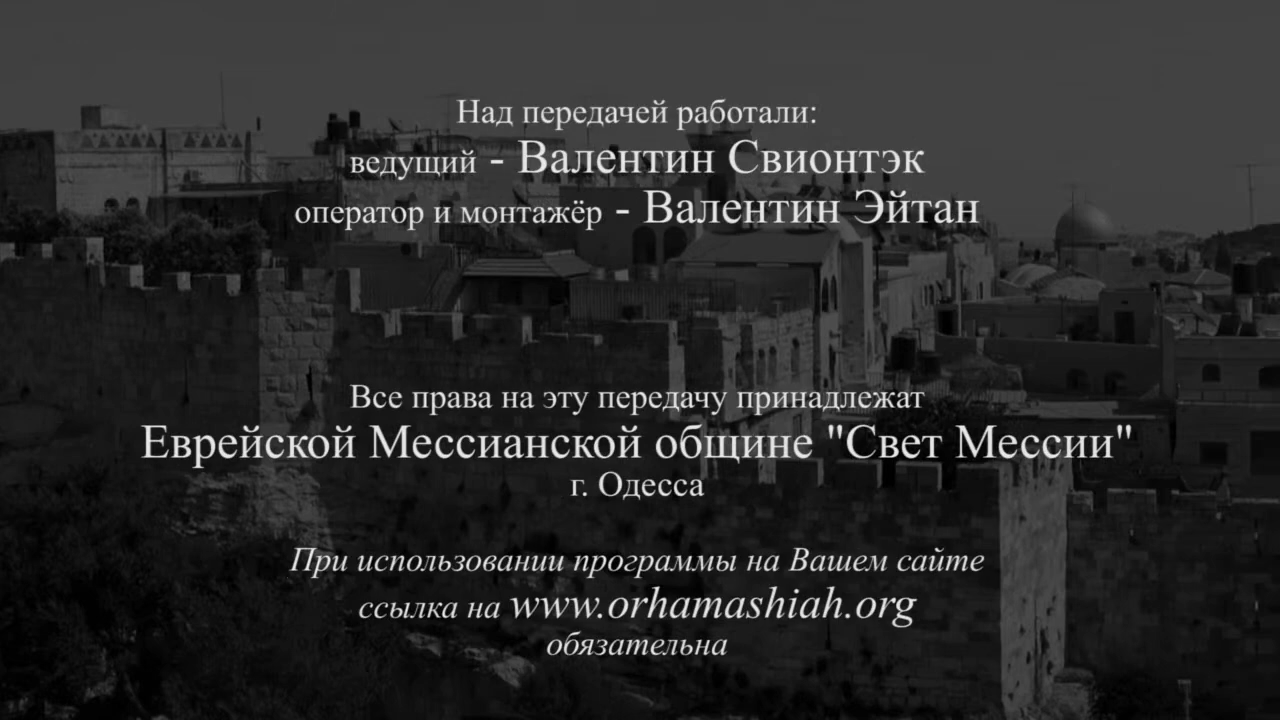 Над передачей работали:
ведущий - Валентин Свионтэк
оператор и монтажёр - Валентин Эйтан
Все права на эту передачу принадлежат
Еврейской Мессианской общине "Свет Мессии"
г. Одесса
При использовании программы на Вашем сайте
ссылка на www.orhamashiah.org
обязательна